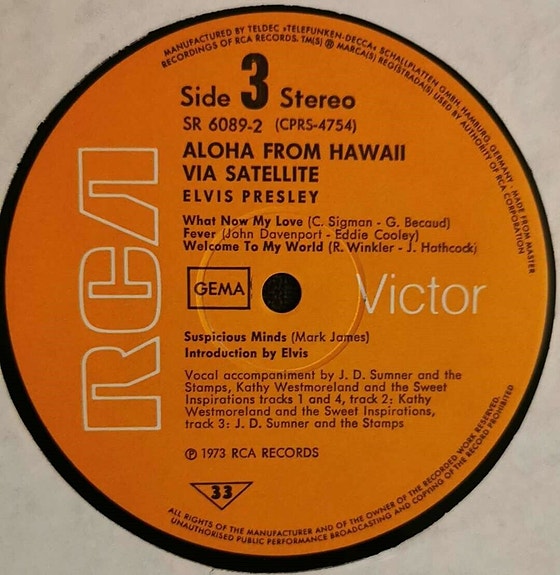 MANUFACTURED BY TELDEC »TELEFUNKEN-DECCA« SCHALLPLATTEN GMBH, HAMBURG, GERMANY · MADE FROM MASTER
RECORDINGS OF RCA RECORDS. TM(S) ® MARCA(S) REGISTRADA(S) USED BY AUTHORITY OF RCA CORPORATION
Side 3 Stereo
SR 6089-2 (CPRS-4754)
ALOHA FROM HAWAII
VIA SATELLITE
ELVIS PRESLEY
What Now My Love (C. Sigman - G. Becaud)
Fever (John Davenport - Eddie Cooley)
Welcome To My World (R. Winkler - J. Hathcock)
RCA
GEMA
Victor
Suspicious Minds (Mark James)
Introduction by Elvis
Vocal accompaniment by J. D. Sumner and the
Stamps, Kathy Westmoreland and the Sweet
Inspirations tracks 1 and 4, track 2: Kathy
Westmoreland and the Sweet Inspirations,
track 3: J. D. Sumner and the Stamps
℗ 1973 RCA RECORDS
33
ALL RIGHTS OF THE MANUFACTURER AND OF THE OWNER OF THE RECORDED WORK RESERVED.
UNAUTHORISED PUBLIC PERFORMANCE BROADCASTING AND COPYING OF THE RECORD PROHIBITED